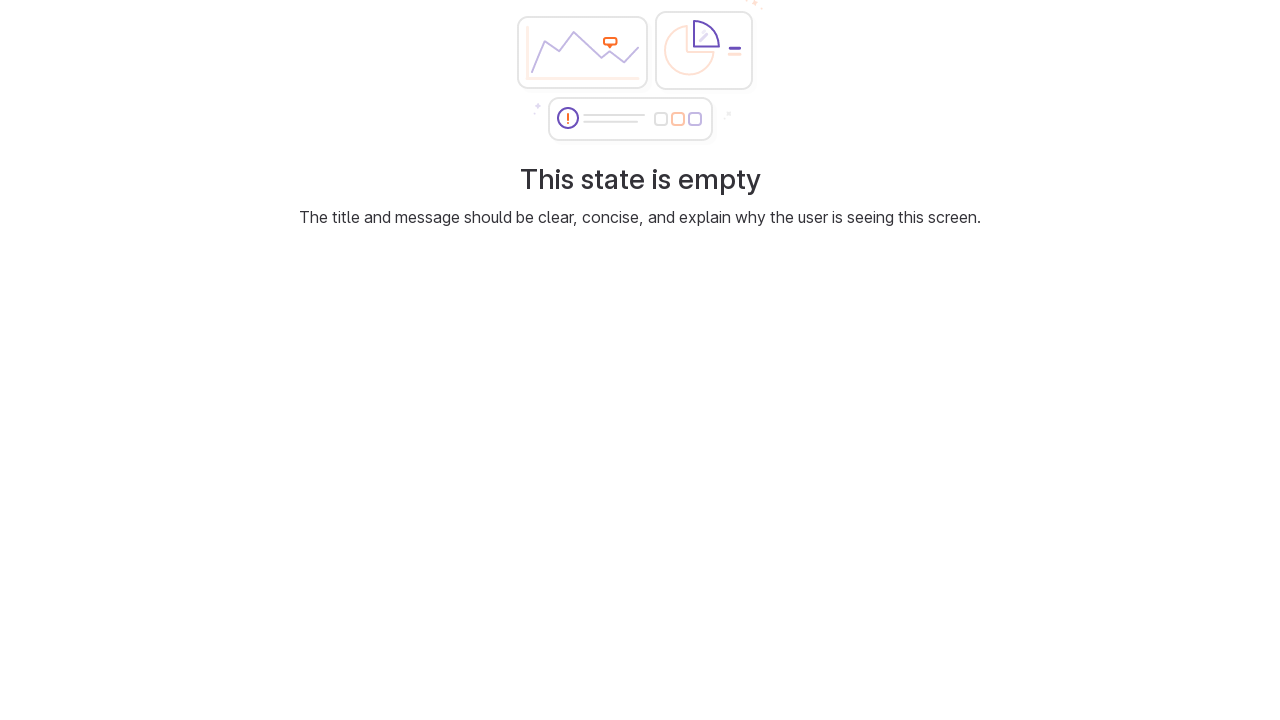 This state is empty
The title and message should be clear, concise, and explain why the user is seeing this screen.